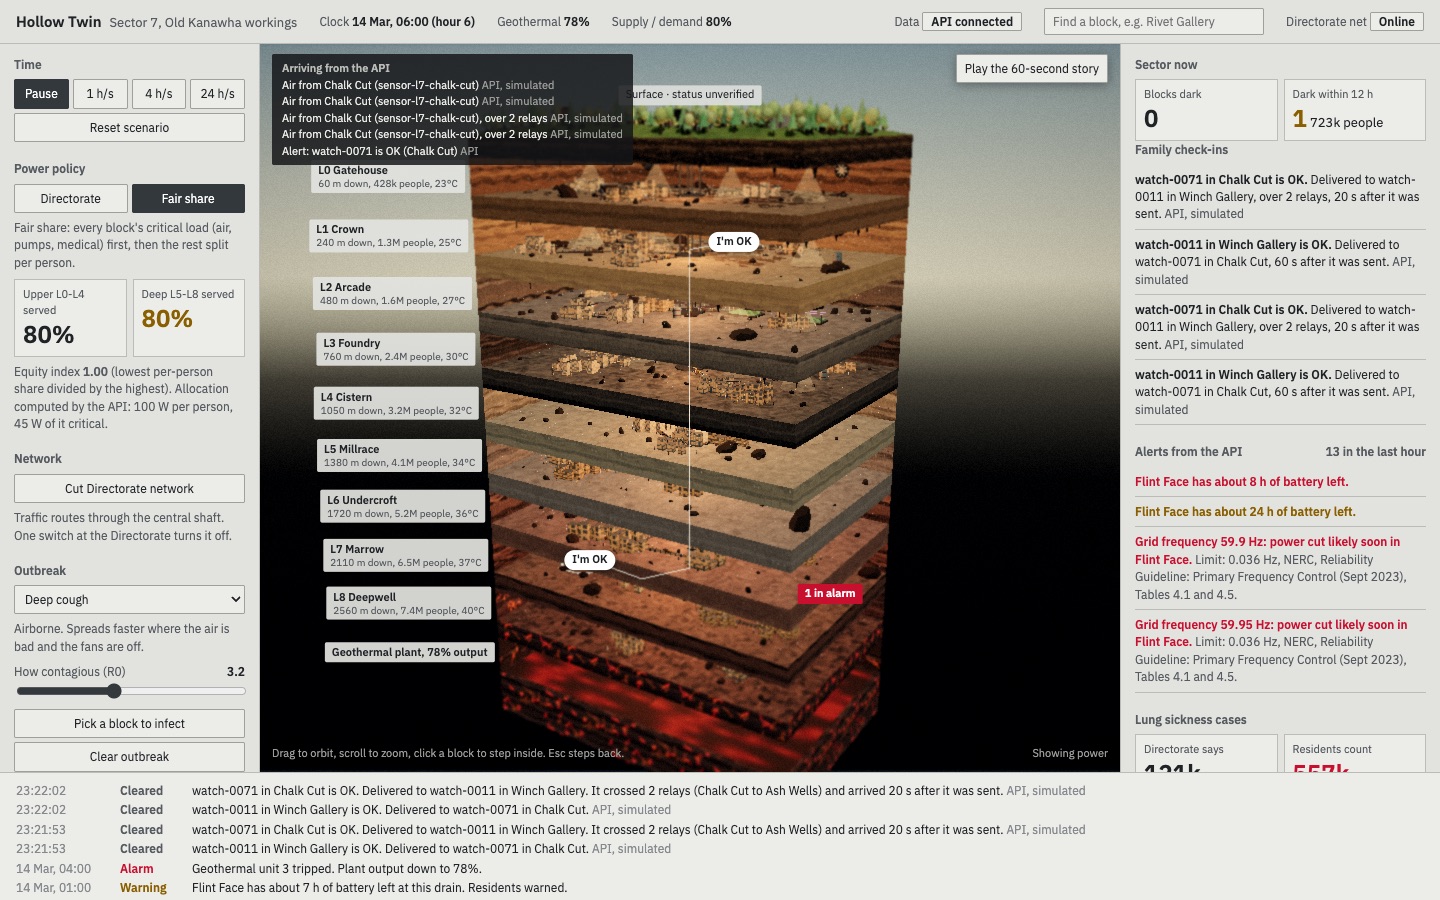 Hollow Twin Sector 7, Old Kanawha workings Clock 14 Mar, 06:00 (hour 6) Geothermal 78% Supply / demand 80% Data API connected Find a block, e.g. Rivet Gallery Directorate net Online
Time
Pause 1 h/s 4 h/s 24 h/s
Reset scenario
Power policy
Directorate Fair share
Fair share: every block's critical load (air,
pumps, medical) first, then the rest split
per person.
Upper L0-L4
served
80%
Deep L5-L8 served
80%
Equity index 1.00 (lowest per-person
share divided by the highest). Allocation
computed by the API: 100 W per person,
45 W of it critical.
Network
Cut Directorate network
Traffic routes through the central shaft.
One switch at the Directorate turns it off.
Outbreak
Deep cough
Airborne. Spreads faster where the air is
bad and the fans are off.
How contagious (R0) 3.2
Pick a block to infect
Clear outbreak
Arriving from the API
Air from Chalk Cut (sensor-l7-chalk-cut) API, simulated
Air from Chalk Cut (sensor-l7-chalk-cut) API, simulated
Air from Chalk Cut (sensor-l7-chalk-cut), over 2 relays API, simulated
Air from Chalk Cut (sensor-l7-chalk-cut), over 2 relays API, simulated
Alert: watch-0071 is OK (Chalk Cut) API
Play the 60-second story
Surface · status unverified
L0 Gatehouse
60 m down, 428k people, 23°C
L1 Crown
240 m down, 1.3M people, 25°C
I'm OK
L2 Arcade
480 m down, 1.6M people, 27°C
L3 Foundry
760 m down, 2.4M people, 30°C
L4 Cistern
1050 m down, 3.2M people, 32°C
L5 Millrace
1380 m down, 4.1M people, 34°C
L6 Undercroft
1720 m down, 5.2M people, 36°C
L7 Marrow
2110 m down, 6.5M people, 37°C
I'm OK
L8 Deepwell
2560 m down, 7.4M people, 40°C
1 in alarm
Geothermal plant, 78% output
Drag to orbit, scroll to zoom, click a block to step inside. Esc steps back.
Showing power
Sector now
Blocks dark
0
Dark within 12 h
1 723k people
Family check-ins
watch-0071 in Chalk Cut is OK. Delivered to watch-
0011 in Winch Gallery, over 2 relays, 20 s after it was
sent. API, simulated
watch-0011 in Winch Gallery is OK. Delivered to
watch-0071 in Chalk Cut, 60 s after it was sent. API,
simulated
watch-0071 in Chalk Cut is OK. Delivered to watch-
0011 in Winch Gallery, over 2 relays, 20 s after it was
sent. API, simulated
watch-0011 in Winch Gallery is OK. Delivered to
watch-0071 in Chalk Cut, 60 s after it was sent. API,
simulated
Alerts from the API 13 in the last hour
Flint Face has about 8 h of battery left.
Flint Face has about 24 h of battery left.
Grid frequency 59.9 Hz: power cut likely soon in
Flint Face. Limit: 0.036 Hz, NERC, Reliability
Guideline: Primary Frequency Control (Sept 2023),
Tables 4.1 and 4.5.
Grid frequency 59.95 Hz: power cut likely soon in
Flint Face. Limit: 0.036 Hz, NERC, Reliability
Guideline: Primary Frequency Control (Sept 2023),
Tables 4.1 and 4.5.
Lung sickness cases
Directorate says
Residents count
23:22:02 Cleared watch-0071 in Chalk Cut is OK. Delivered to watch-0011 in Winch Gallery. It crossed 2 relays (Chalk Cut to Ash Wells) and arrived 20 s after it was sent. API, simulated
23:22:02 Cleared watch-0011 in Winch Gallery is OK. Delivered to watch-0071 in Chalk Cut. API, simulated
23:21:53 Cleared watch-0071 in Chalk Cut is OK. Delivered to watch-0011 in Winch Gallery. It crossed 2 relays (Chalk Cut to Ash Wells) and arrived 20 s after it was sent. API, simulated
23:21:53 Cleared watch-0011 in Winch Gallery is OK. Delivered to watch-0071 in Chalk Cut. API, simulated
14 Mar, 04:00 Alarm Geothermal unit 3 tripped. Plant output down to 78%.
14 Mar, 01:00 Warning Flint Face has about 7 h of battery left at this drain. Residents warned.